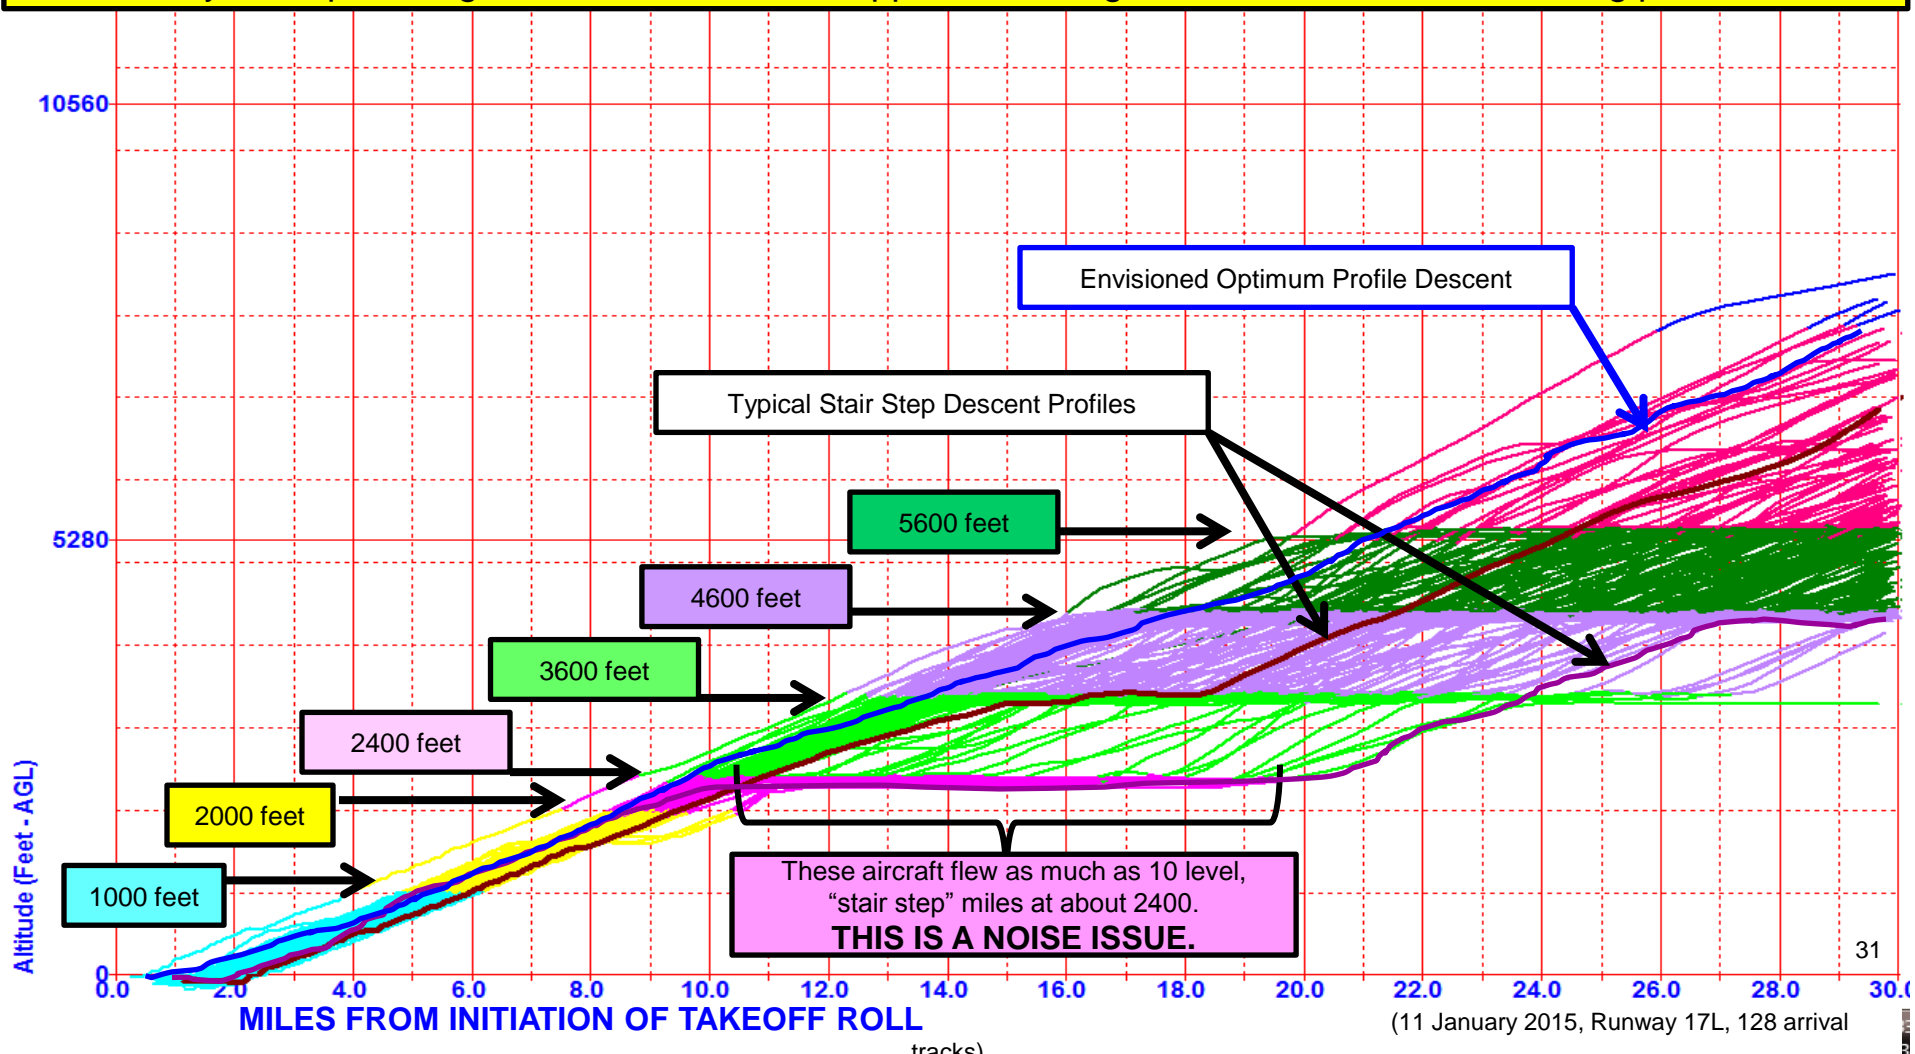 10560
Envisioned Optimum Profile Descent
Typical Stair Step Descent Profiles
5600 feet
5280
4600 feet
3600 feet
2400 feet
2000 feet
1000 feet
These aircraft flew as much as 10 level,
“stair step” miles at about 2400.
THIS IS A NOISE ISSUE.
Altitude (Feet - AGL)
31
0
0.0 2.0 4.0 6.0 8.0 10.0 12.0 14.0 16.0 18.0 20.0 22.0 24.0 26.0 28.0 30.0
MILES FROM INITIATION OF TAKEOFF ROLL
(11 January 2015, Runway 17L, 128 arrival
tracks)